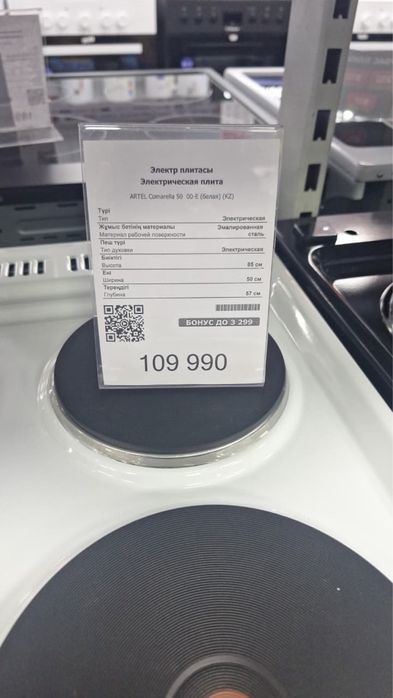 Электр плитасы
Электрическая плита
ARTEL Comarella 50 00-E (белая) (KZ)
Түрі
Тип Электрическая
Жұмыс бетінің материалы Эмалированная
Материал рабочей поверхности сталь
Пеш түрі
Тип духовки Электрическая
Биіктігі
Высота 85 см
Ені
Ширина 50 см
Тереңдігі
Глубина 57 см
БОНУС ДО 3 299
109 990